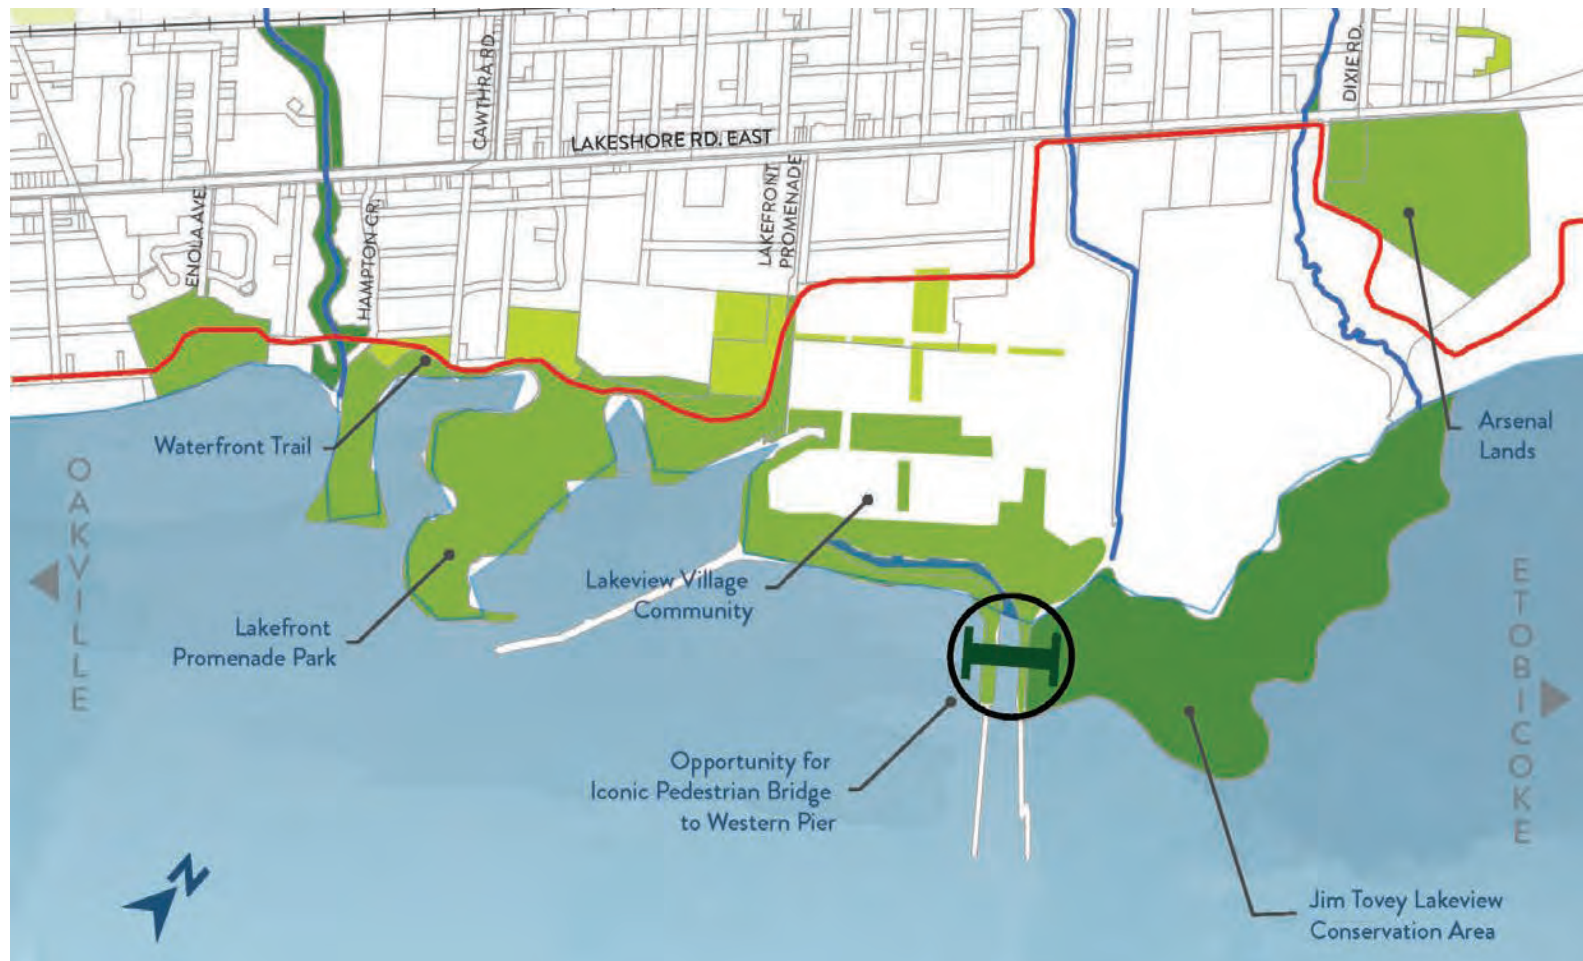 CAWTHRA RD.
DIXIE RD.
LAKESHORE RD. EAST
LAKEFRONT
PROMENADE
ENOLA AVE.
HAMPTON CR.
Waterfront Trail
Arsenal
Lands
OAKVILLE
Lakeview Village
Community
ETOBICOKE
Lakefront
Promenade Park
Opportunity for
Iconic Pedestrian Bridge
to Western Pier
N
Jim Tovey Lakeview
Conservation Area